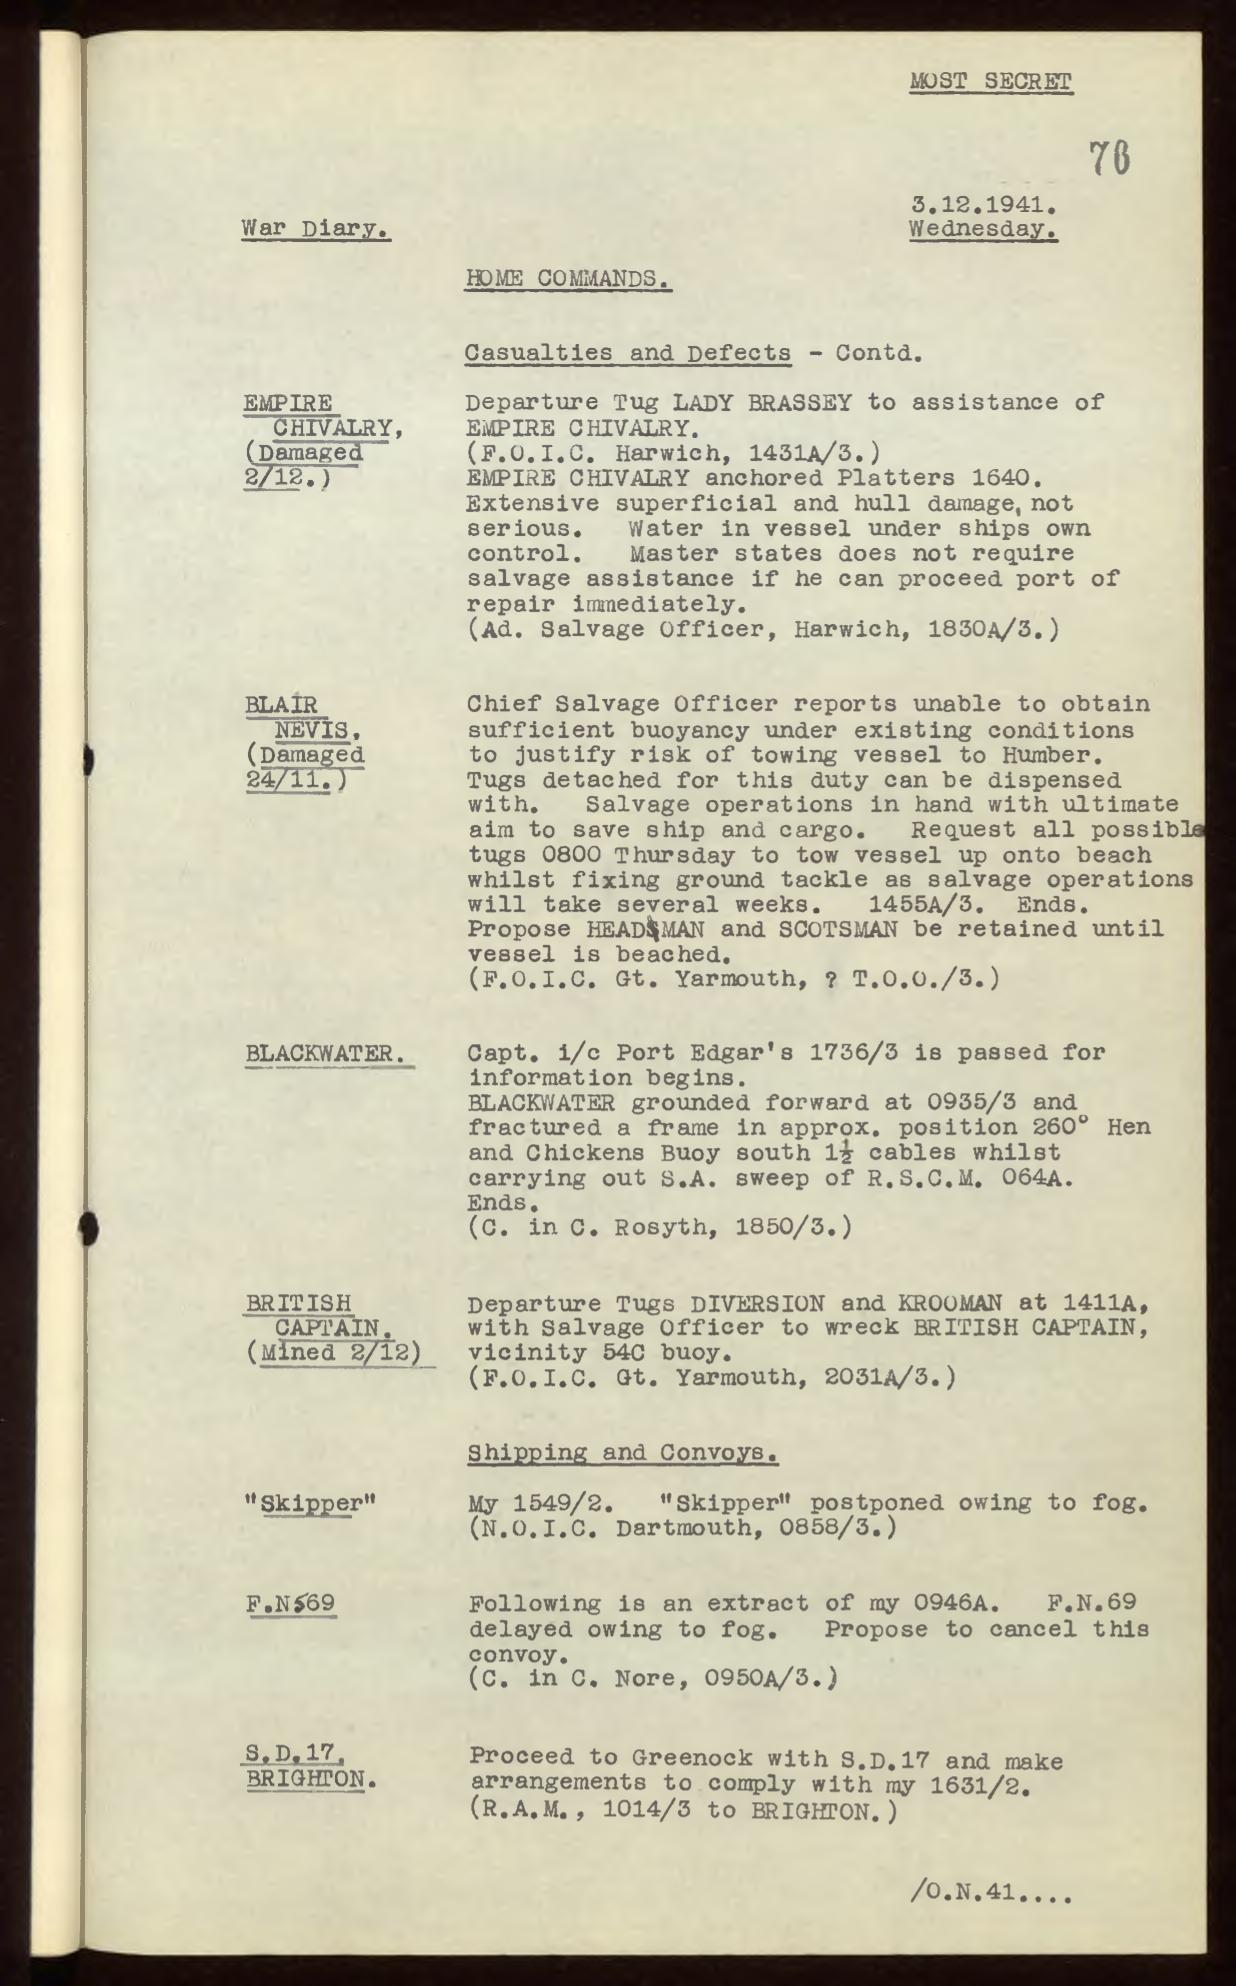 MOST SECRET
76
3.12.1941.
War Diary.
Wednesday.
HOME COMMANDS.
Casualties and Defects - Contd.
EMPIRE
CHIVALRY,
(Damaged
2/12.)
Departure Tug LADY BRASSEY to assistance of
EMPIRE CHIVALRY.
(F.O.I.C. Harwich, 1431A/3.)
EMPIRE CHIVALRY anchored Platters 1640.
Extensive superficial and hull damage, not
serious. Water in vessel under ships own
control. Master states does not require
salvage assistance if he can proceed port of
repair immediately.
(Ad. Salvage Officer, Harwich, 1830A/3.)
BLAIR
NEVIS.
(Damaged
24/11.)
Chief Salvage Officer reports unable to obtain
sufficient buoyancy under existing conditions
to justify risk of towing vessel to Humber.
Tugs detached for this duty can be dispensed
with. Salvage operations in hand with ultimate
aim to save ship and cargo. Request all possible
tugs 0800 Thursday to tow vessel up onto beach
whilst fixing ground tackle as salvage operations
will take several weeks. 1455A/3. Ends.
Propose HEADSMAN and SCOTSMAN be retained until
vessel is beached.
(F.O.I.C. Gt. Yarmouth, ? T.O.O./3.)
BLACKWATER.
Capt. i/c Port Edgar's 1736/3 is passed for
information begins.
BLACKWATER grounded forward at 0935/3 and
fractured a frame in approx. position 260° Hen
and Chickens Buoy south 1½ cables whilst
carrying out S.A. sweep of R.S.C.M. 064A.
Ends.
(C. in C. Rosyth, 1850/3.)
BRITISH
CAPTAIN.
(Mined 2/12)
Departure Tugs DIVERSION and KROOMAN at 1411A,
with Salvage Officer to wreck BRITISH CAPTAIN,
vicinity 54C buoy.
(F.O.I.C. Gt. Yarmouth, 2031A/3.)
Shipping and Convoys.
"Skipper"
My 1549/2. "Skipper" postponed owing to fog.
(N.O.I.C. Dartmouth, 0858/3.)
F.N569
Following is an extract of my 0946A. F.N.69
delayed owing to fog. Propose to cancel this
convoy.
(C. in C. Nore, 0950A/3.)
S.D.17.
BRIGHTON.
Proceed to Greenock with S.D.17 and make
arrangements to comply with my 1631/2.
(R.A.M., 1014/3 to BRIGHTON.)
/O.N.41....